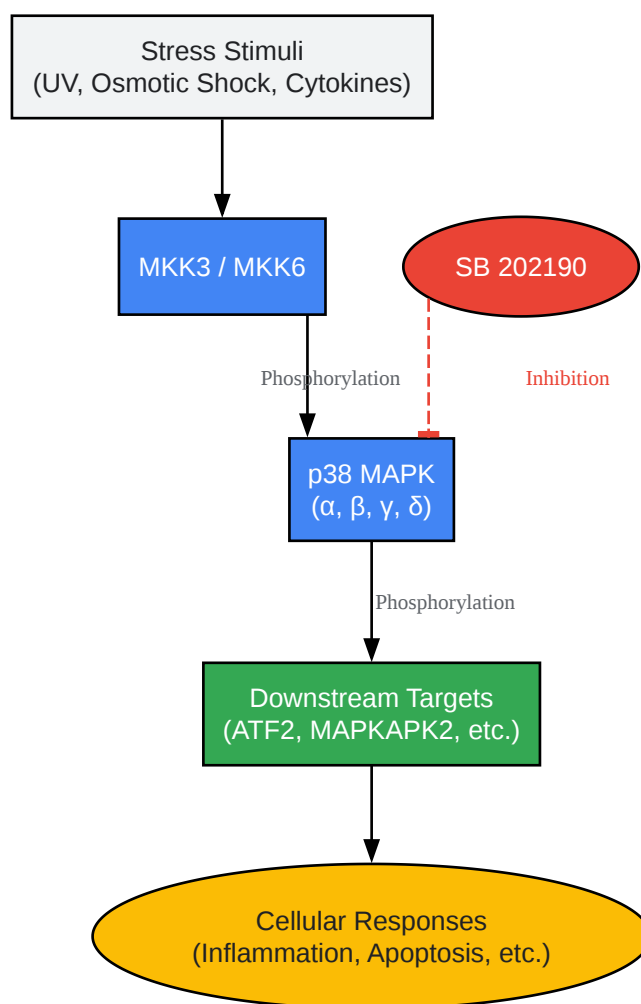 Stress Stimuli
(UV, Osmotic Shock, Cytokines)
MKK3 / MKK6
SB 202190
Phosphorylation
Inhibition
p38 MAPK
(α, β, γ, δ)
Phosphorylation
Downstream Targets
(ATF2, MAPKAPK2, etc.)
Cellular Responses
(Inflammation, Apoptosis, etc.)